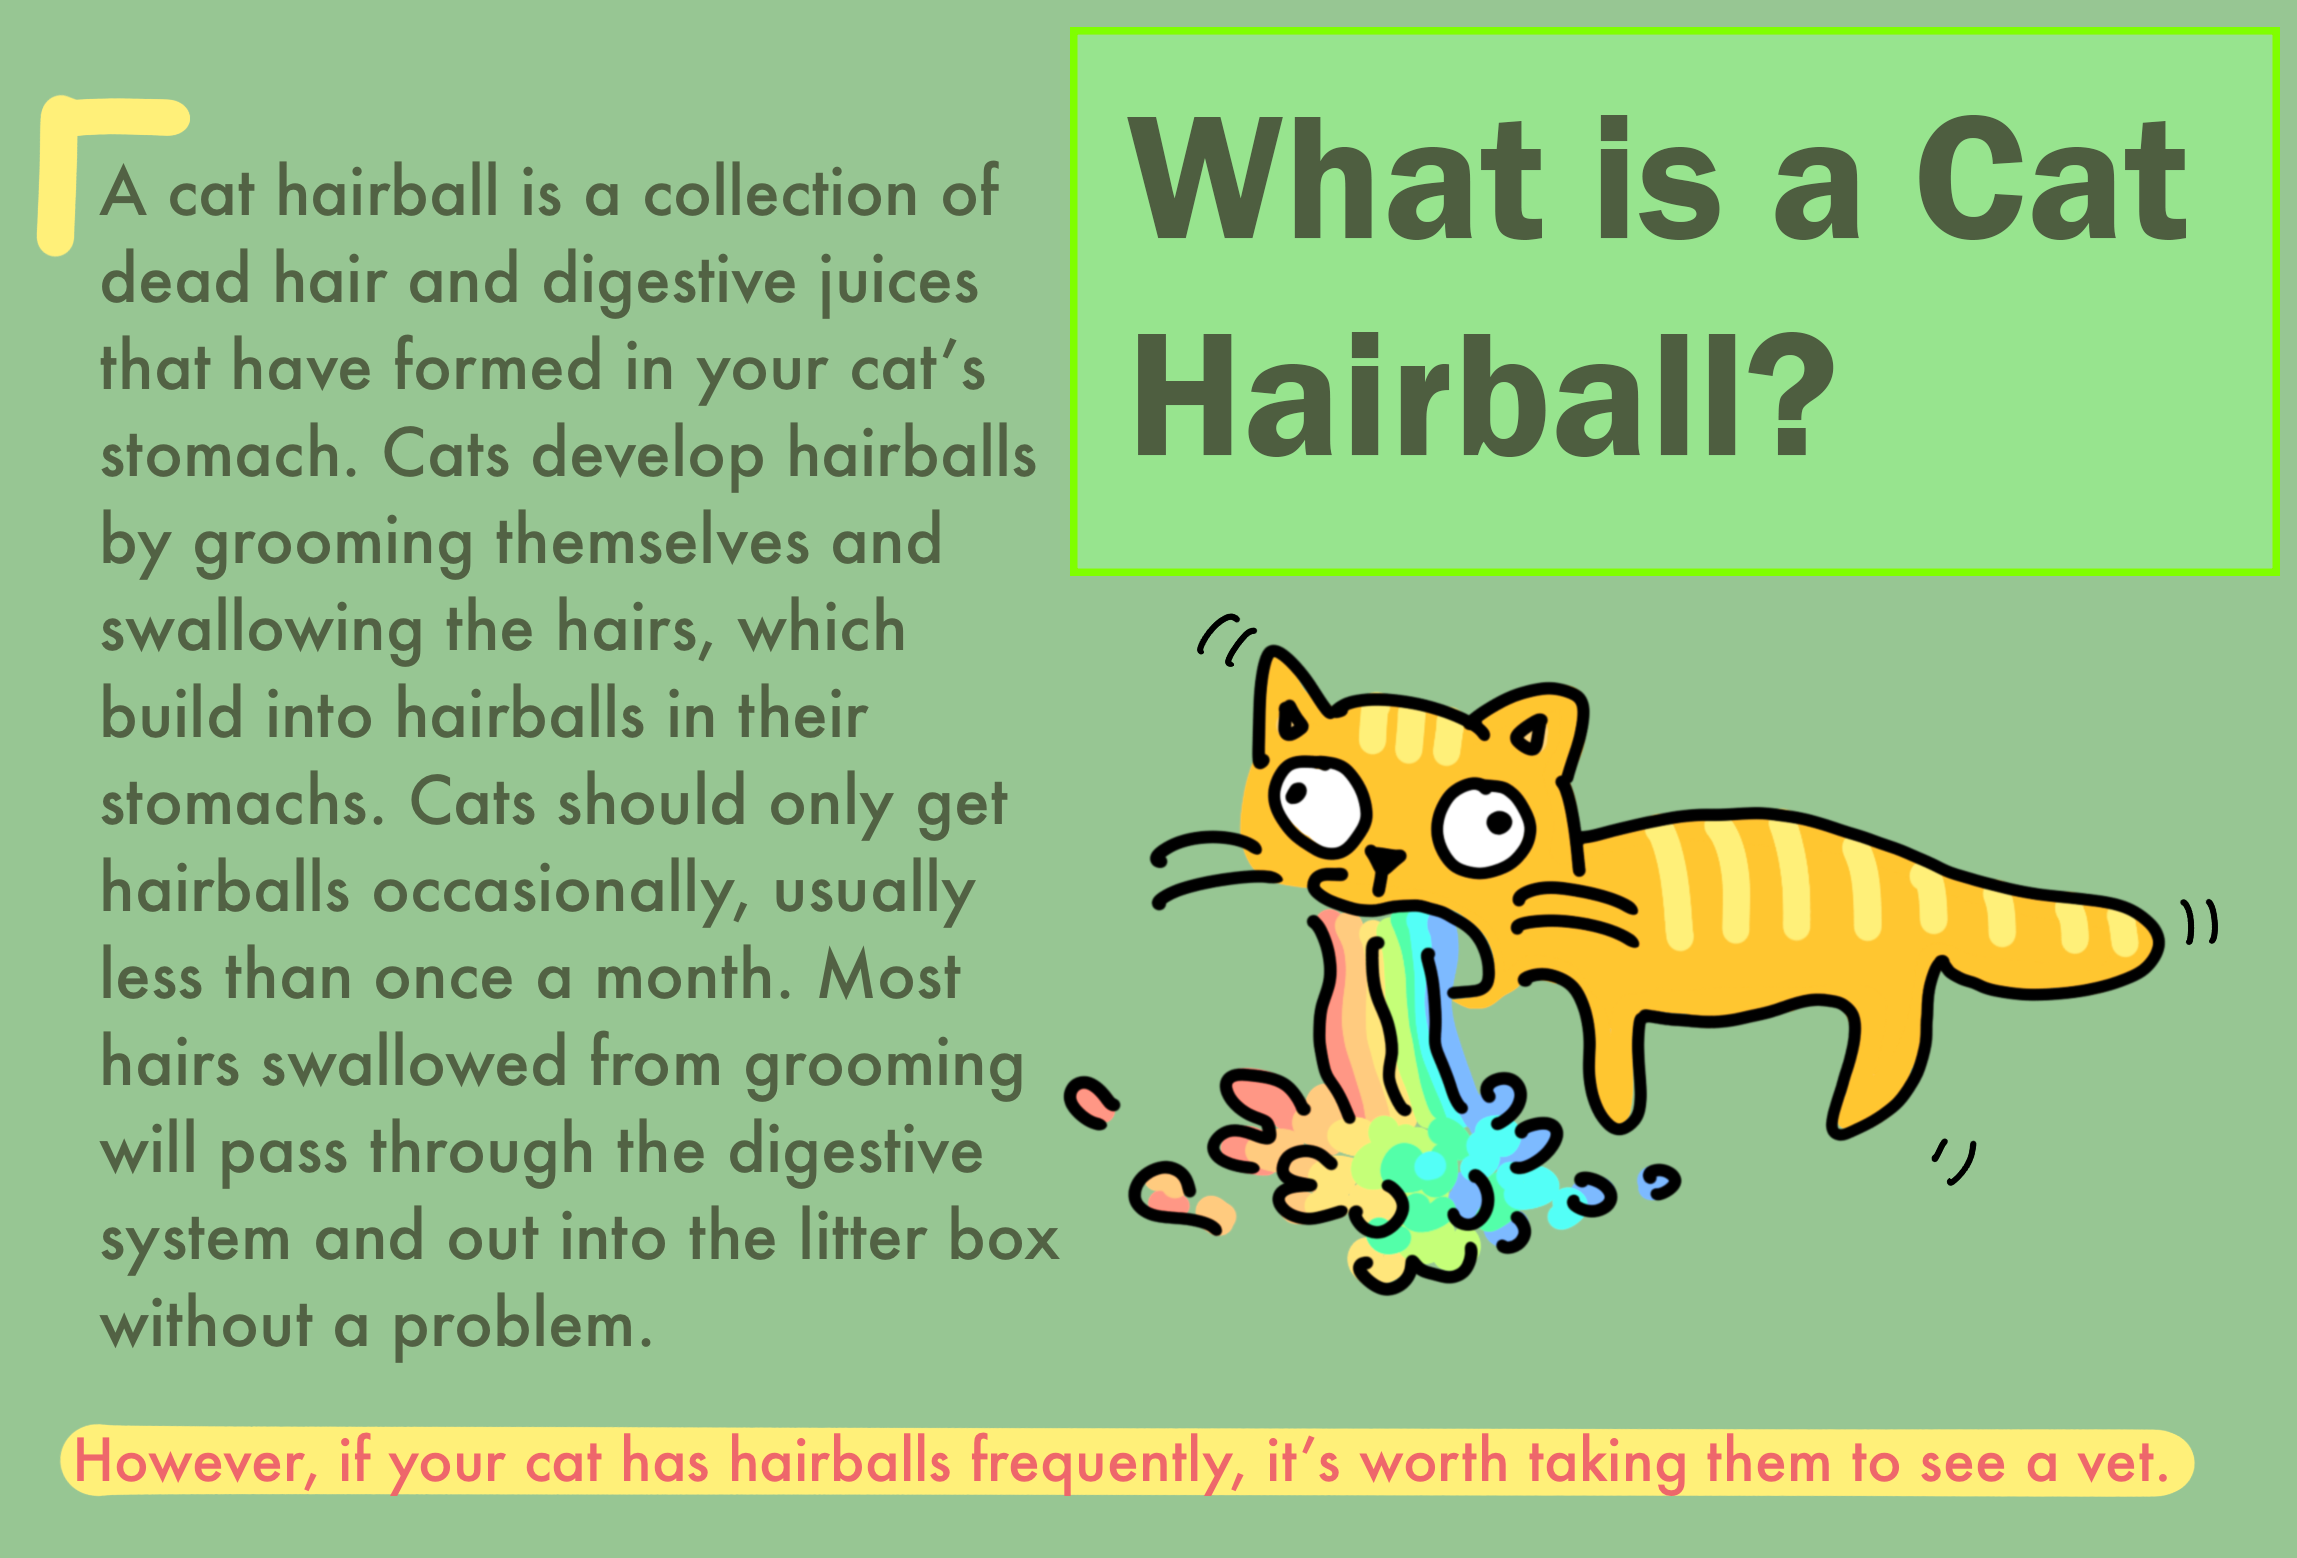 What is a Cat
Hairball?
A cat hairball is a collection of
dead hair and digestive juices
that have formed in your cat’s
stomach. Cats develop hairballs
by grooming themselves and
swallowing the hairs, which
build into hairballs in their
stomachs. Cats should only get
hairballs occasionally, usually
less than once a month. Most
hairs swallowed from grooming
will pass through the digestive
system and out into the litter box
without a problem.
However, if your cat has hairballs frequently, it’s worth taking them to see a vet.